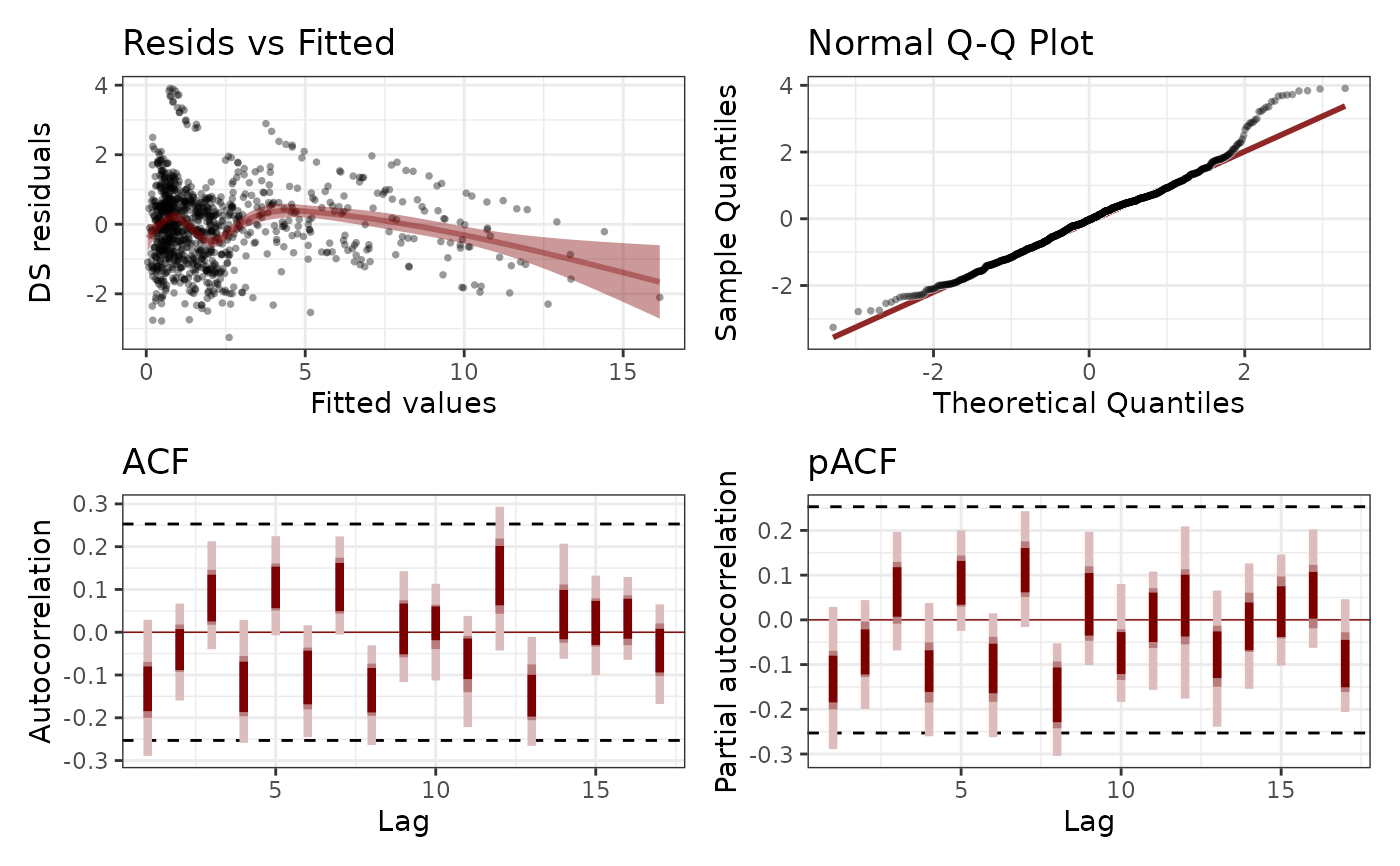 Resids vs Fitted
DS residuals
4
2
0
-2
0 5 10 15
Fitted values
Normal Q-Q Plot
Sample Quantiles
4
2
0
-2
-2 0 2
Theoretical Quantiles
ACF
Autocorrelation
0.3
0.2
0.1
0.0
-0.1
-0.2
-0.3
5 10 15
Lag
pACF
Partial autocorrelation
0.2
0.1
0.0
-0.1
-0.2
-0.3
5 10 15
Lag